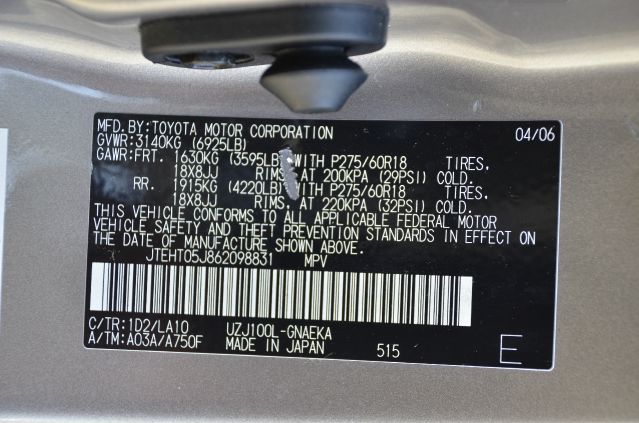 MFD.BY:TOYOTA MOTOR CORPORATION 04/06
GVWR:3140KG (6925LB)
GAWR:FRT. 1630KG (3595LB) WITH P275/60R18 TIRES,
18X8JJ RIMS, AT 200KPA (29PSI) COLD.
RR. 1915KG (4220LB) WITH P275/60R18 TIRES,
18X8JJ RIMS, AT 220KPA (32PSI) COLD.
THIS VEHICLE CONFORMS TO ALL APPLICABLE FEDERAL MOTOR
VEHICLE SAFETY AND THEFT PREVENTION STANDARDS IN EFFECT ON
THE DATE OF MANUFACTURE SHOWN ABOVE.
JTEHT05J862098831 MPV
C/TR:1D2/LA10 UZJ100L-GNAEKA
A/TM:A03A/A750F MADE IN JAPAN 515 E